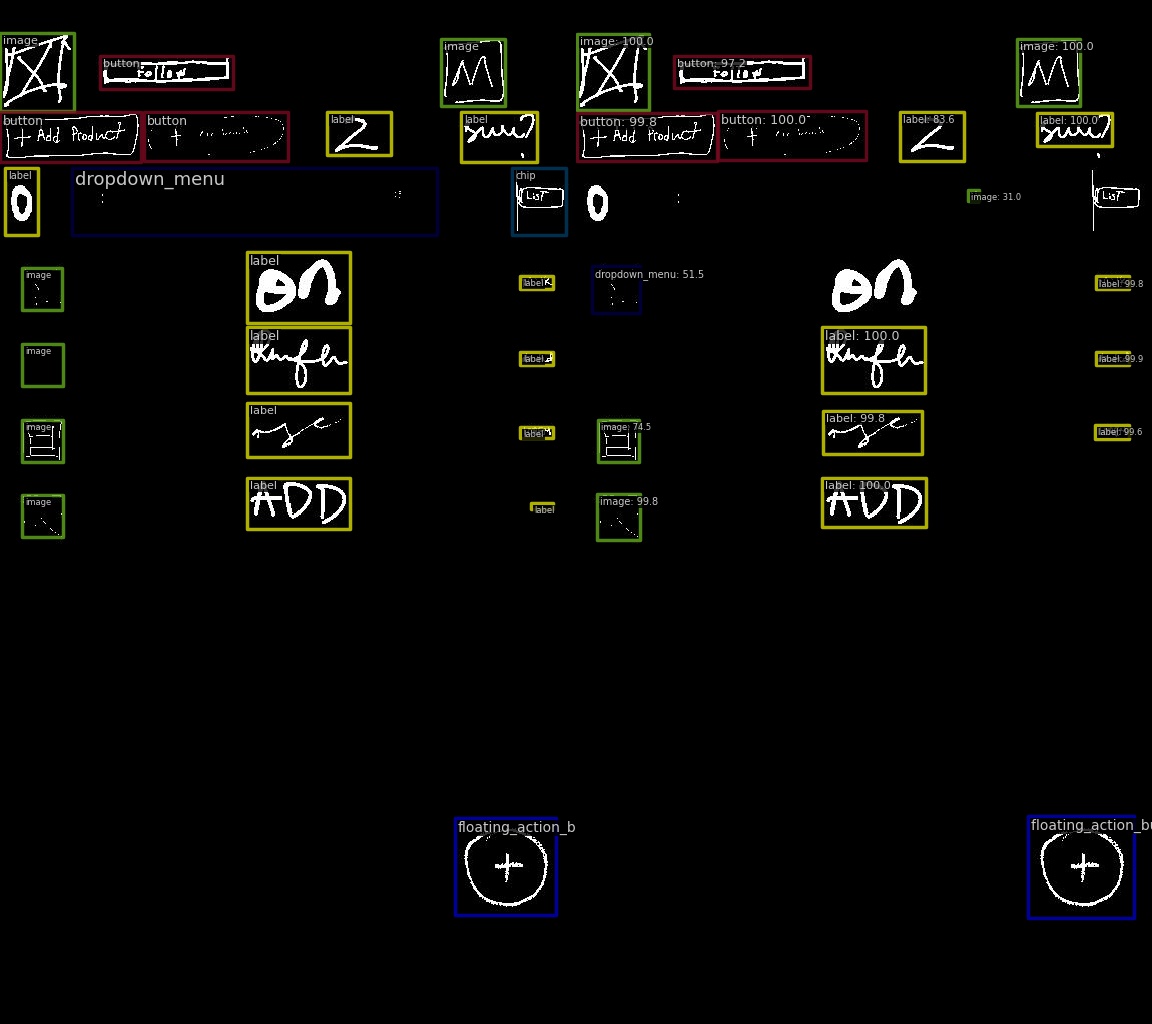 image image image: 100.0 image: 100.0
button follow button: 97.2 follow
M M
button button label label button: 99.8 button: 100.0 label: 83.6 label: 100.0
+ Add Product + 2 + Add Product + 2
label dropdown_menu chip
0 LIST 0 image: 31.0 LIST
image label label dropdown_menu: 51.5 label: 99.8
on on
image label label label: 100.0 label: 99.9
image label label image: 74.5 label: 99.8 label: 99.6
image label label image: 99.8 label: 100.0
ADD ADD
floating_action_b floating_action_bu
+ +